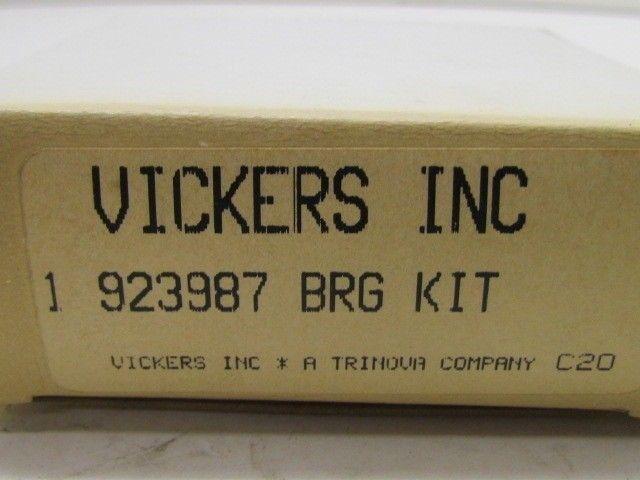 VICKERS INC
1 923987 BRG KIT
VICKERS INC * A TRINOVA COMPANY C20